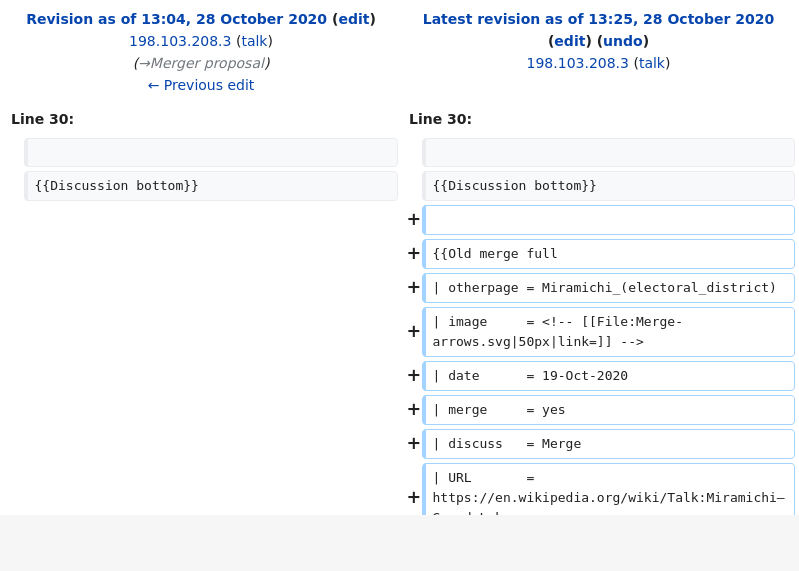 Revision as of 13:04, 28 October 2020 (edit)
198.103.208.3 (talk)
(→Merger proposal)
← Previous edit
Latest revision as of 13:25, 28 October 2020
(edit) (undo)
198.103.208.3 (talk)
Line 30:
Line 30:
{{Discussion bottom}}
{{Discussion bottom}}
+
+ {{Old merge full
+ | otherpage = Miramichi_(electoral_district)
+ | image     = <!-- [[File:Merge-
arrows.svg|50px|link=]] -->
+ | date      = 19-Oct-2020
+ | merge     = yes
+ | discuss   = Merge
+ | URL       =
https://en.wikipedia.org/wiki/Talk:Miramichi—